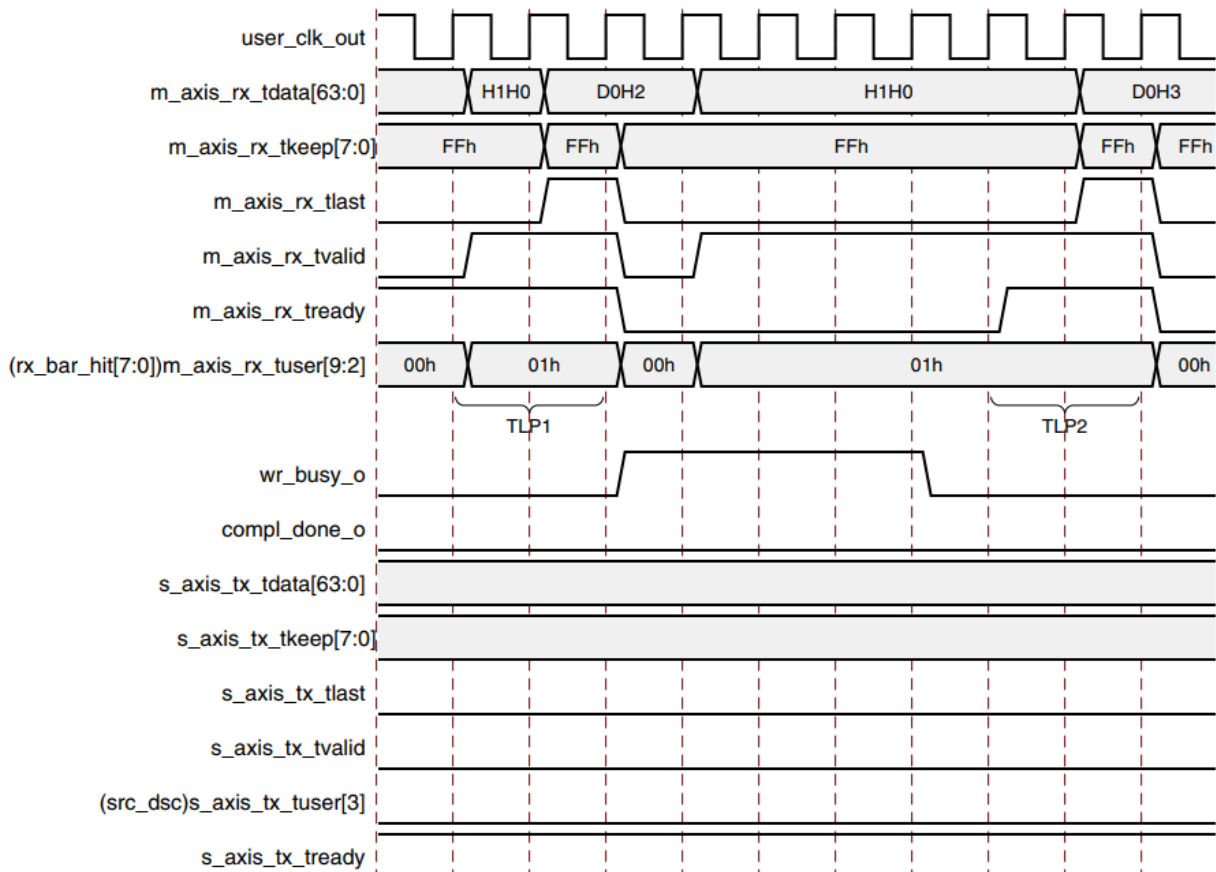 user_clk_out
m_axis_rx_tdata[63:0] H1H0 D0H2 H1H0 D0H3
m_axis_rx_tkeep[7:0] FFh FFh FFh FFh FFh
m_axis_rx_tlast
m_axis_rx_tvalid
m_axis_rx_tready
(rx_bar_hit[7:0])m_axis_rx_tuser[9:2] 00h 01h 00h 01h 00h
TLP1 TLP2
wr_busy_o
compl_done_o
s_axis_tx_tdata[63:0]
s_axis_tx_tkeep[7:0]
s_axis_tx_tlast
s_axis_tx_tvalid
(src_dsc)s_axis_tx_tuser[3]
s_axis_tx_tready